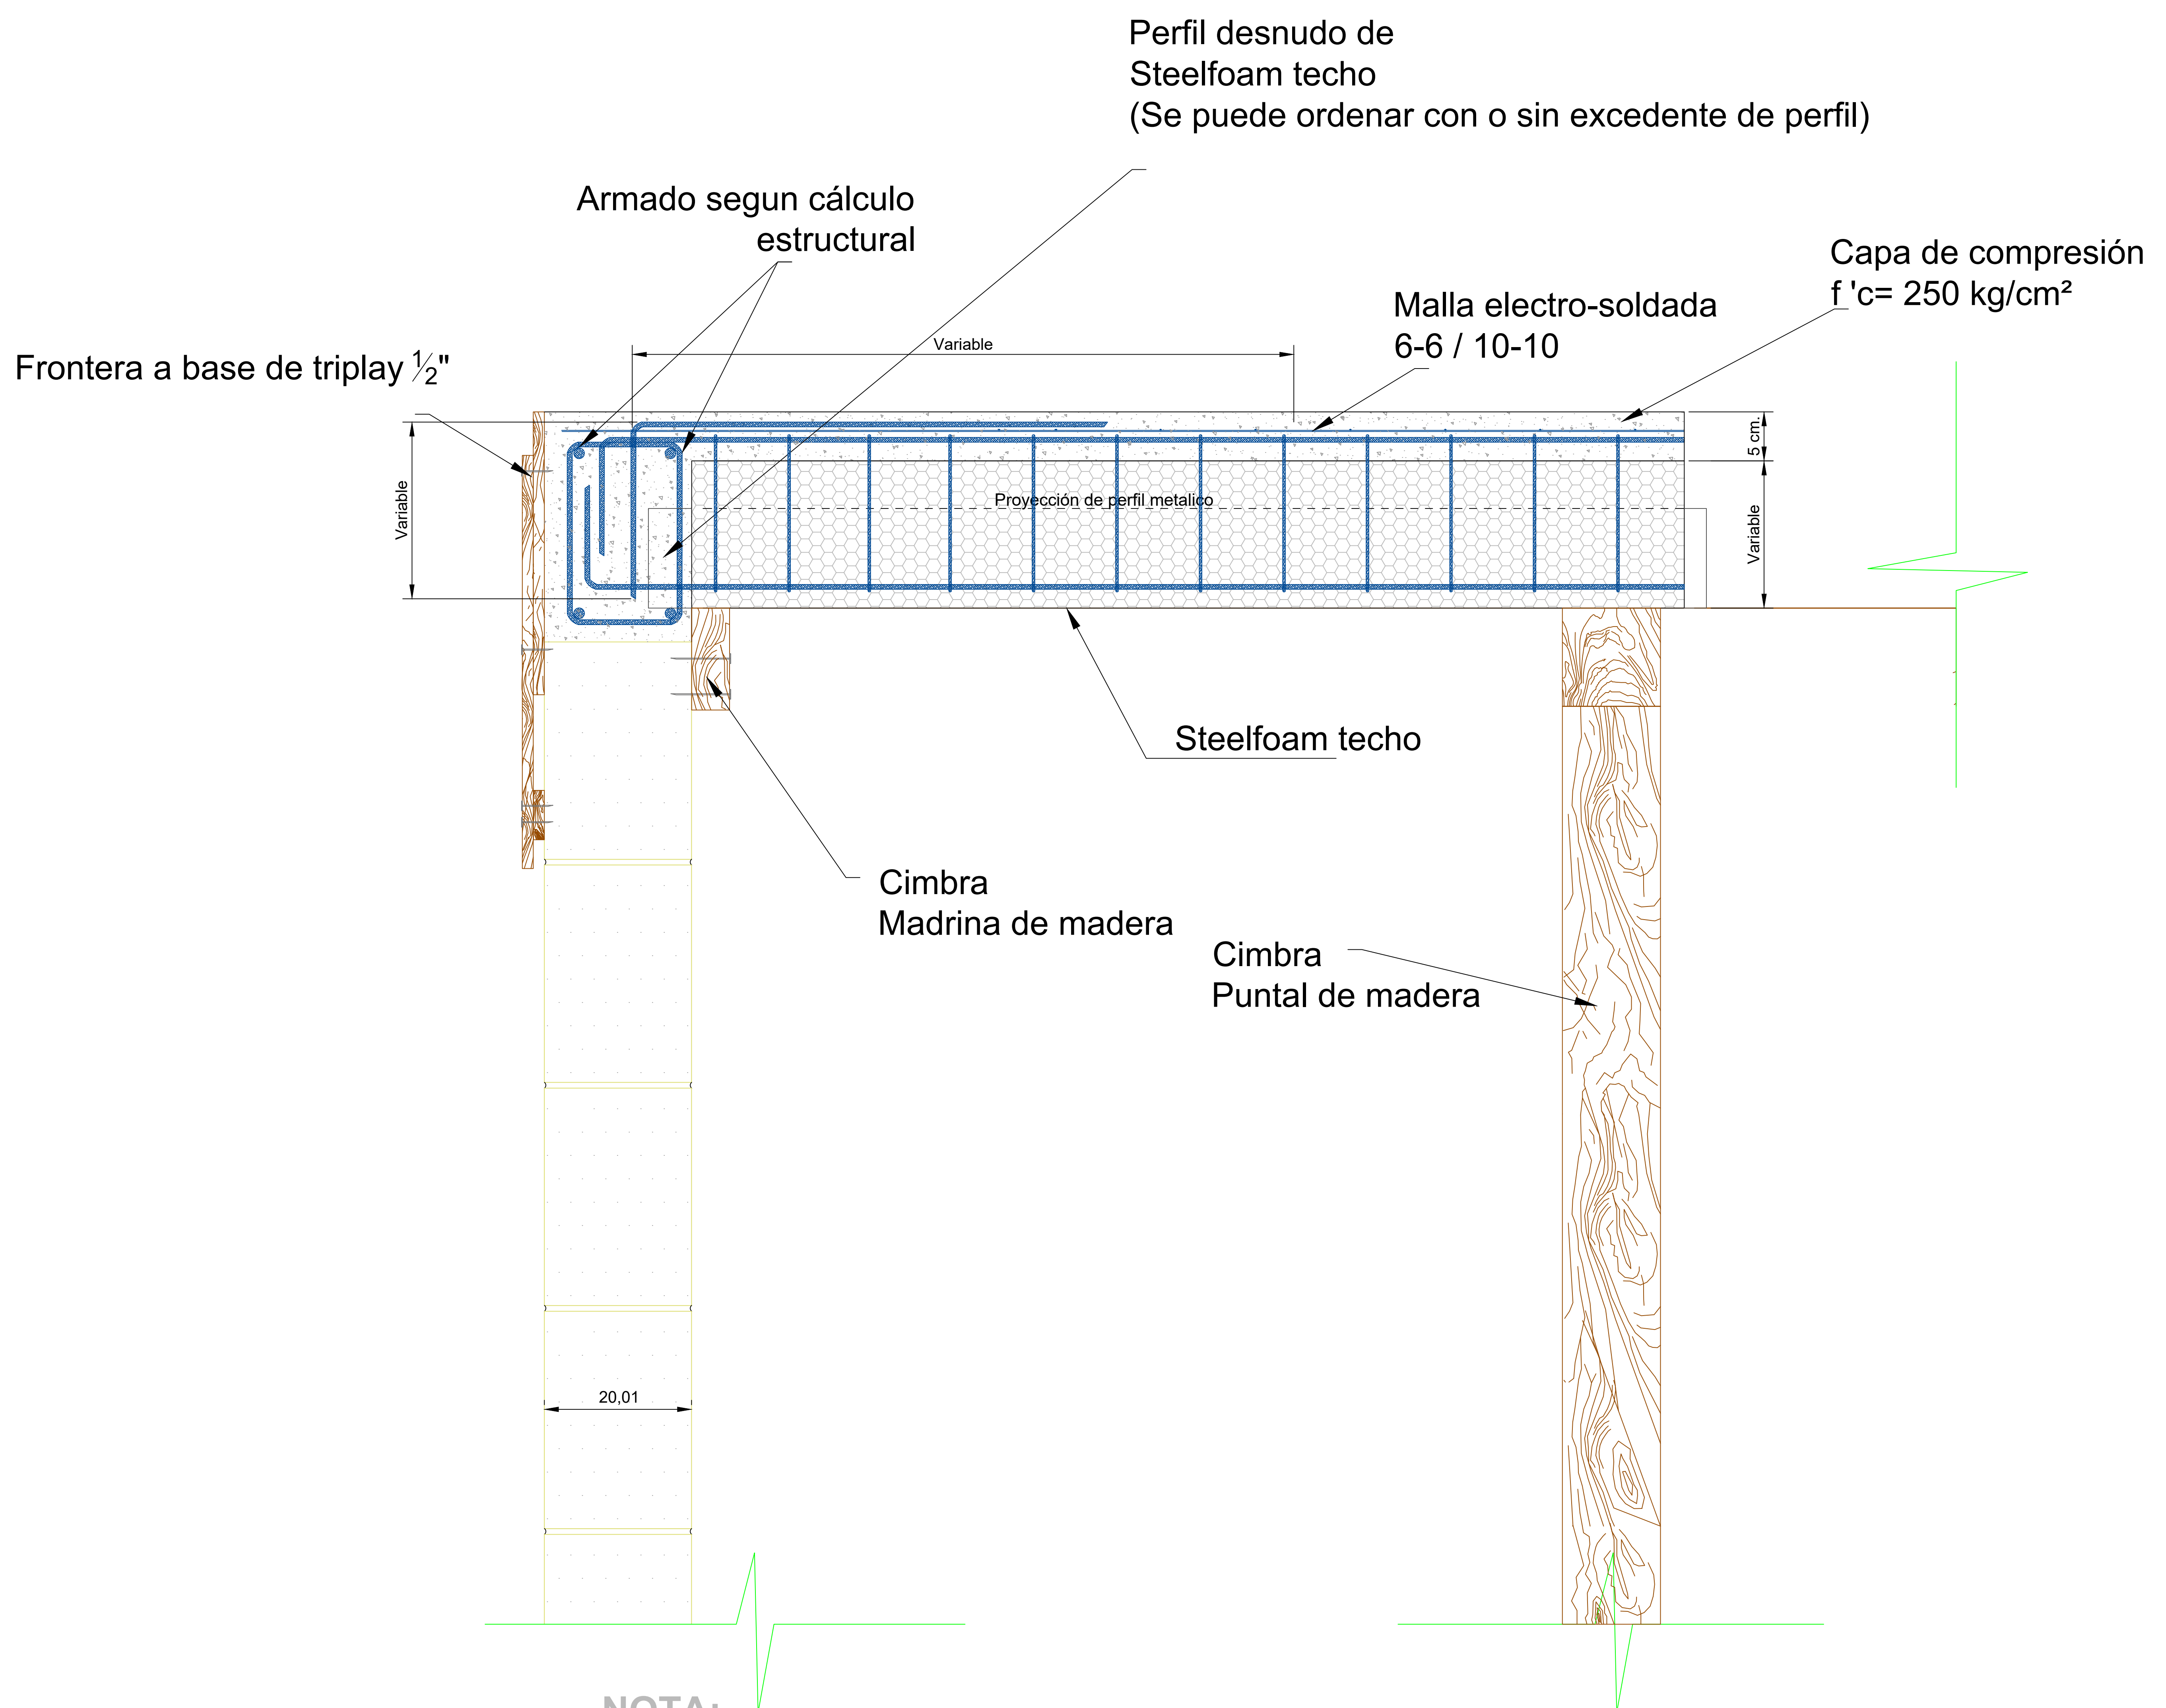 Perfil desnudo de
Steelfoam techo
(Se puede ordenar con o sin excedente de perfil)
Armado segun cálculo
estructural
Capa de compresión
f 'c= 250 kg/cm²
Malla electro-soldada
6-6 / 10-10
Variable
Frontera a base de triplay 1/2"
5 cm.
Variable
Proyección de perfil metalico
Variable
Steelfoam techo
Cimbra
Madrina de madera
Cimbra
Puntal de madera
20,01
NOTA: